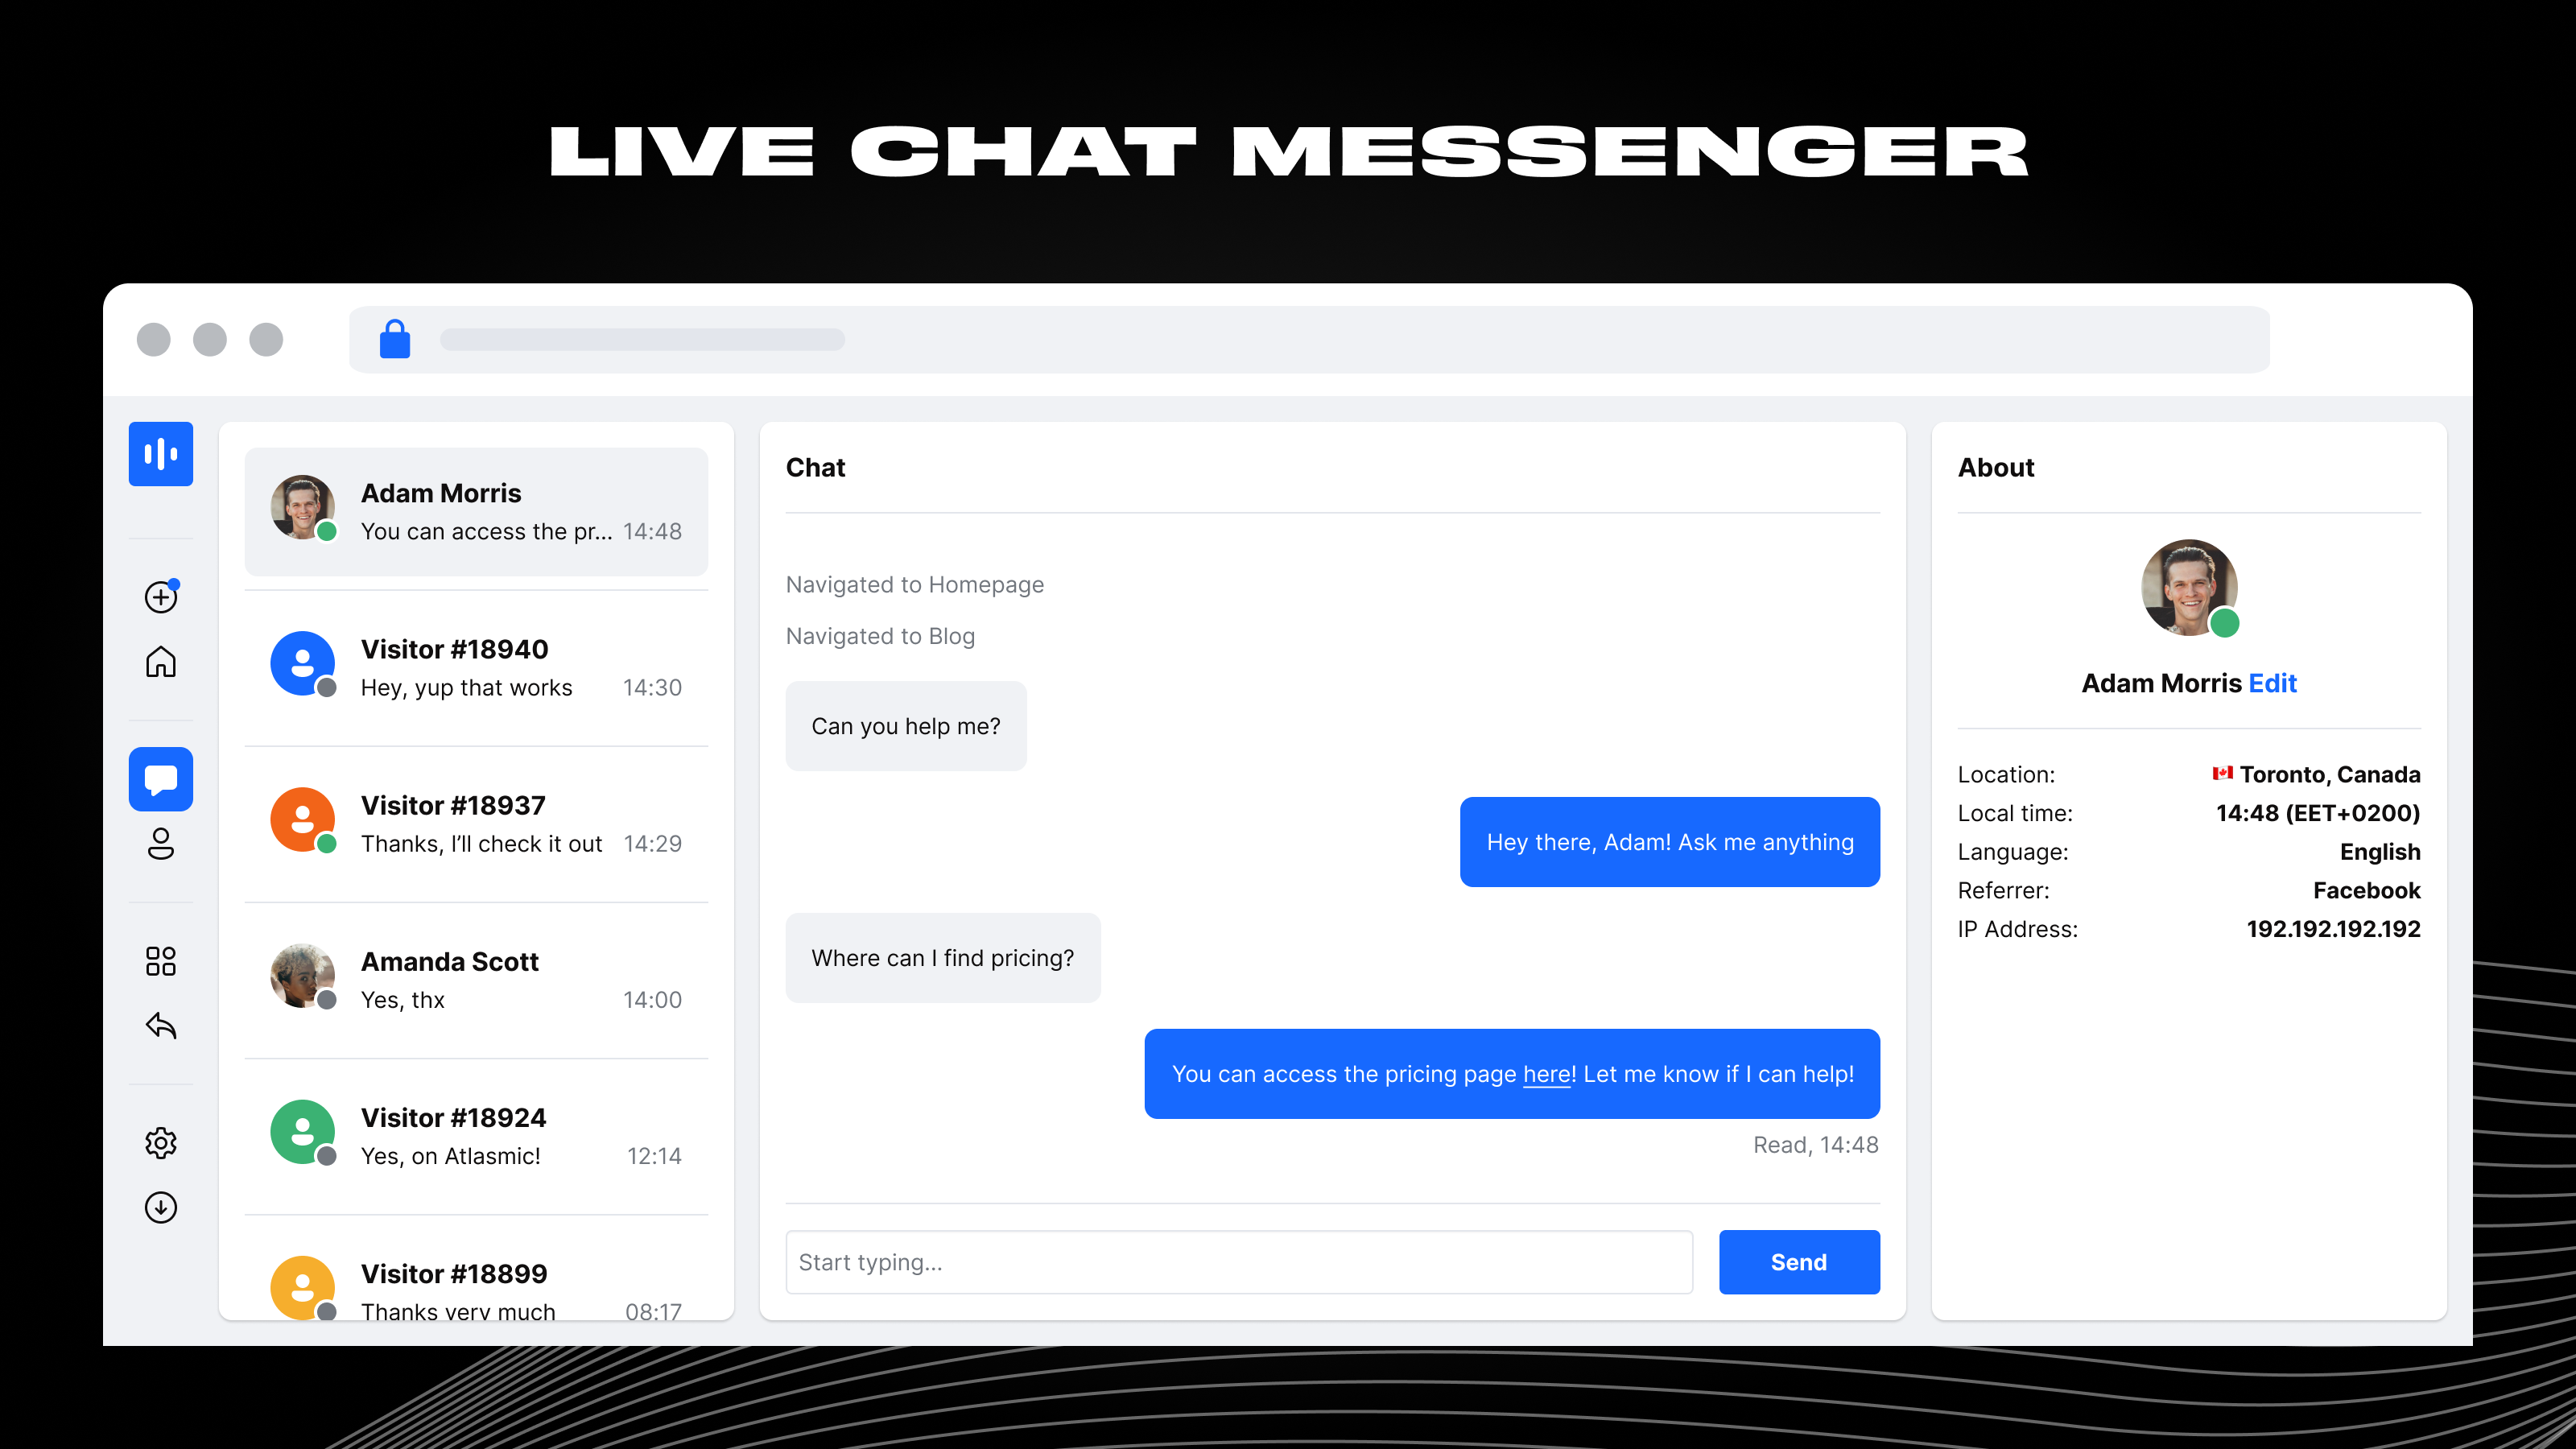 LIVE CHAT MESSENGER
Adam Morris
You can access the pr... 14:48
Visitor #18940
Hey, yup that works 14:30
Visitor #18937
Thanks, I'll check it out 14:29
Amanda Scott
Yes, thx 14:00
Visitor #18924
Yes, on Atlasmic! 12:14
Visitor #18899
Thanks very much 08:17
Chat
Navigated to Homepage
Navigated to Blog
Can you help me?
Hey there, Adam! Ask me anything
Where can I find pricing?
You can access the pricing page here! Let me know if I can help!
Read, 14:48
Start typing...
Send
About
Adam Morris Edit
Location: Toronto, Canada
Local time: 14:48 (EET+0200)
Language: English
Referrer: Facebook
IP Address: 192.192.192.192